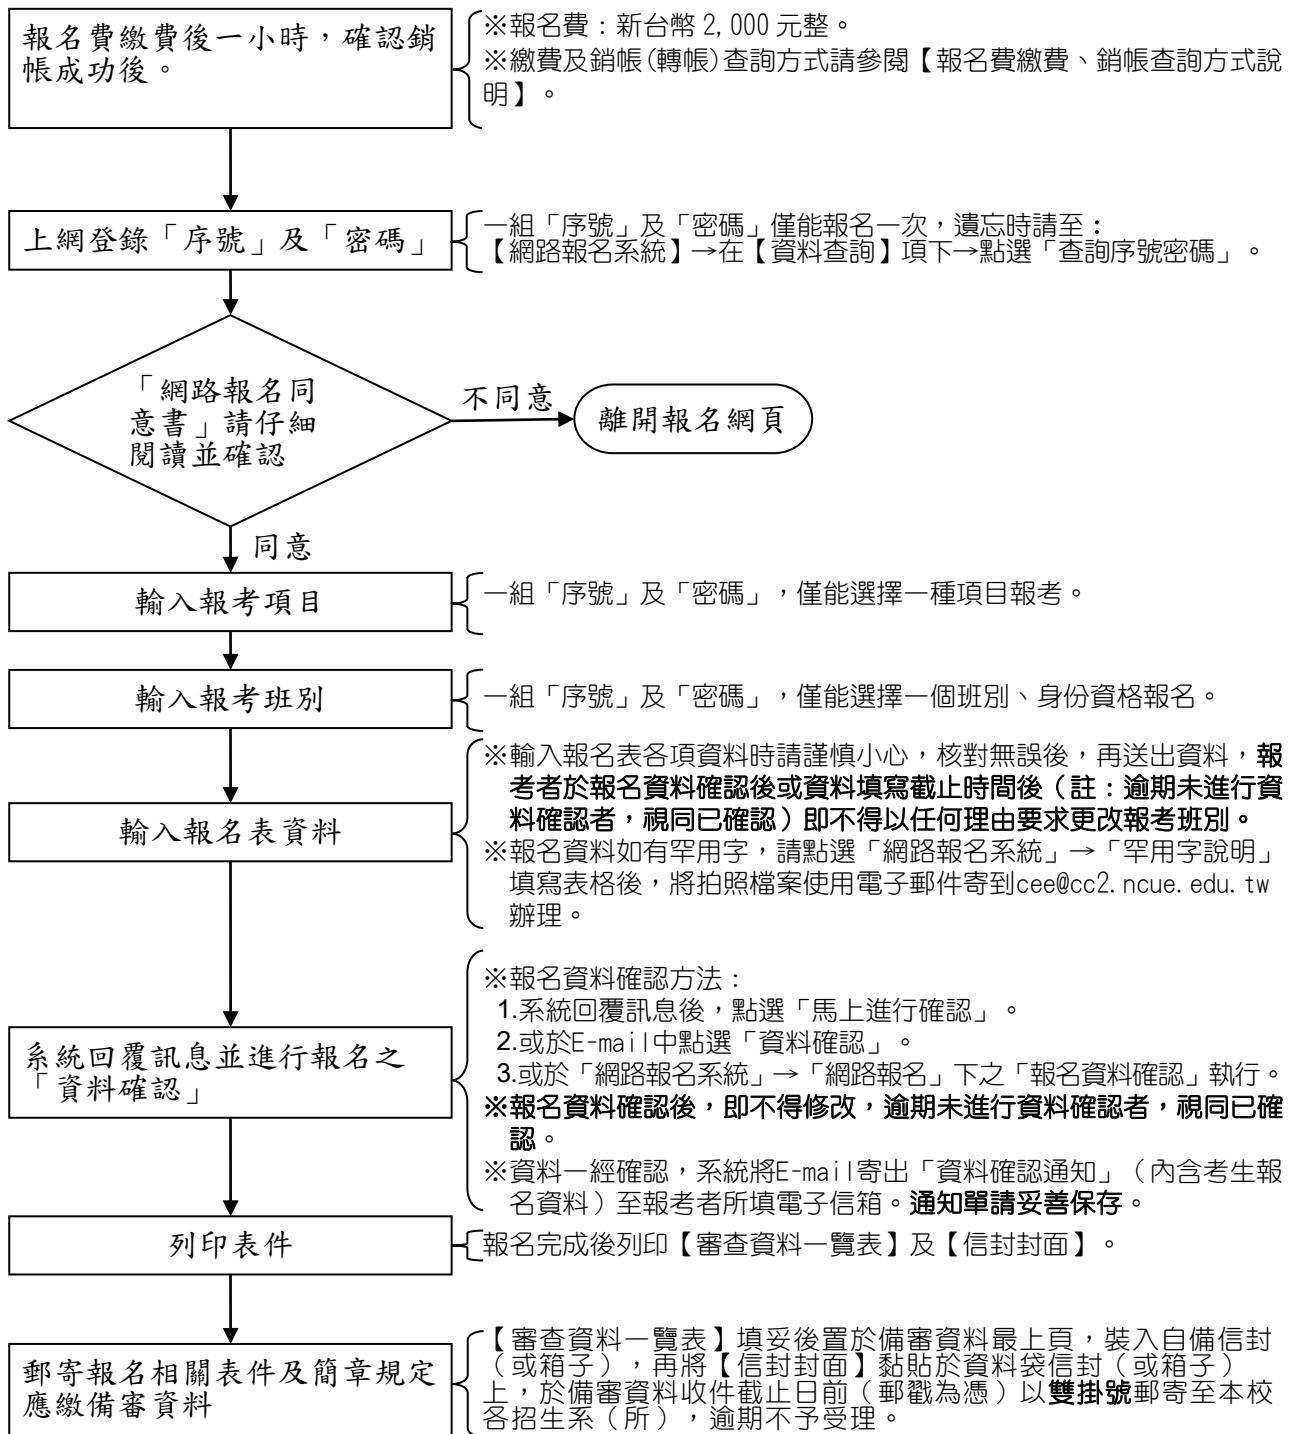 報名費繳費後一小時，確認銷
帳成功後。
※報名費：新台幣 2,000 元整。
※繳費及銷帳(轉帳)查詢方式請參閱【報名費繳費、銷帳查詢方式說
明】。
上網登錄「序號」及「密碼」
一組「序號」及「密碼」僅能報名一次，遺忘時請至：
【網路報名系統】→在【資料查詢】項下→點選「查詢序號密碼」。
「網路報名同
意書」請仔細
閱讀並確認
不同意
離開報名網頁
同意
輸入報考項目
一組「序號」及「密碼」，僅能選擇一種項目報考。
輸入報考班別
一組「序號」及「密碼」，僅能選擇一個班別、身份資格報名。
輸入報名表資料
※輸入報名表各項資料時請謹慎小心，核對無誤後，再送出資料，報
考者於報名資料確認後或資料填寫截止時間後（註：逾期未進行資
料確認者，視同已確認）即不得以任何理由要求更改報考班別。
※報名資料如有罕用字，請點選「網路報名系統」→「罕用字說明」
填寫表格後，將拍照檔案使用電子郵件寄到cee@cc2.ncue.edu.tw
辦理。
系統回覆訊息並進行報名之
「資料確認」
※報名資料確認方法：
1.系統回覆訊息後，點選「馬上進行確認」。
2.或於E-mail中點選「資料確認」。
3.或於「網路報名系統」→「網路報名」下之「報名資料確認」執行。
※報名資料確認後，即不得修改，逾期未進行資料確認者，視同已確
認。
※資料一經確認，系統將E-mail寄出「資料確認通知」（內含考生報
名資料）至報考者所填電子信箱。通知單請妥善保存。
列印表件
報名完成後列印【審查資料一覽表】及【信封封面】。
郵寄報名相關表件及簡章規定
應繳備審資料
【審查資料一覽表】填妥後置於備審資料最上頁，裝入自備信封
（或箱子），再將【信封封面】黏貼於資料袋信封（或箱子）
上，於備審資料收件截止日前（郵戳為憑）以雙掛號郵寄至本校
各招生系（所），逾期不予受理。